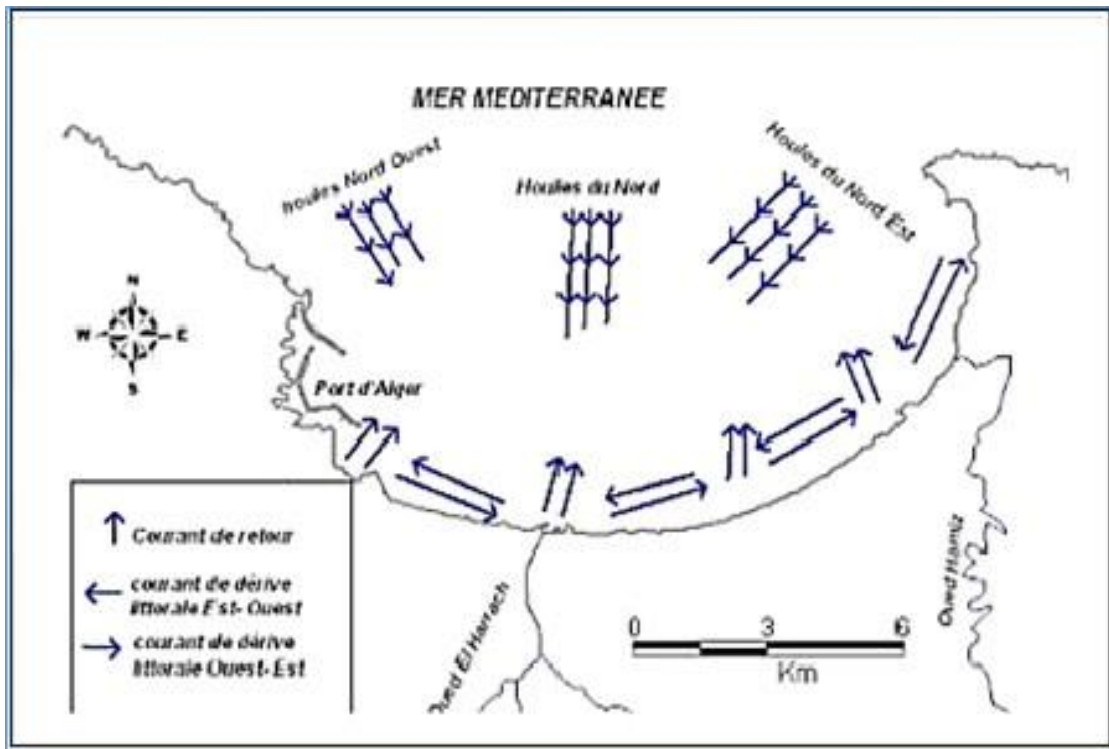 MER MEDITERRANEE
Houles Nord Ouest
Houles du Nord
Houles du Nord Est
N
W
E
S
Port d'Alger
Courant de retour
courant de dérive
littorale Est-Ouest
courant de dérive
littorale Ouest-Est
Oued El Harrach
0 3 6
Km
Oued Hamiz